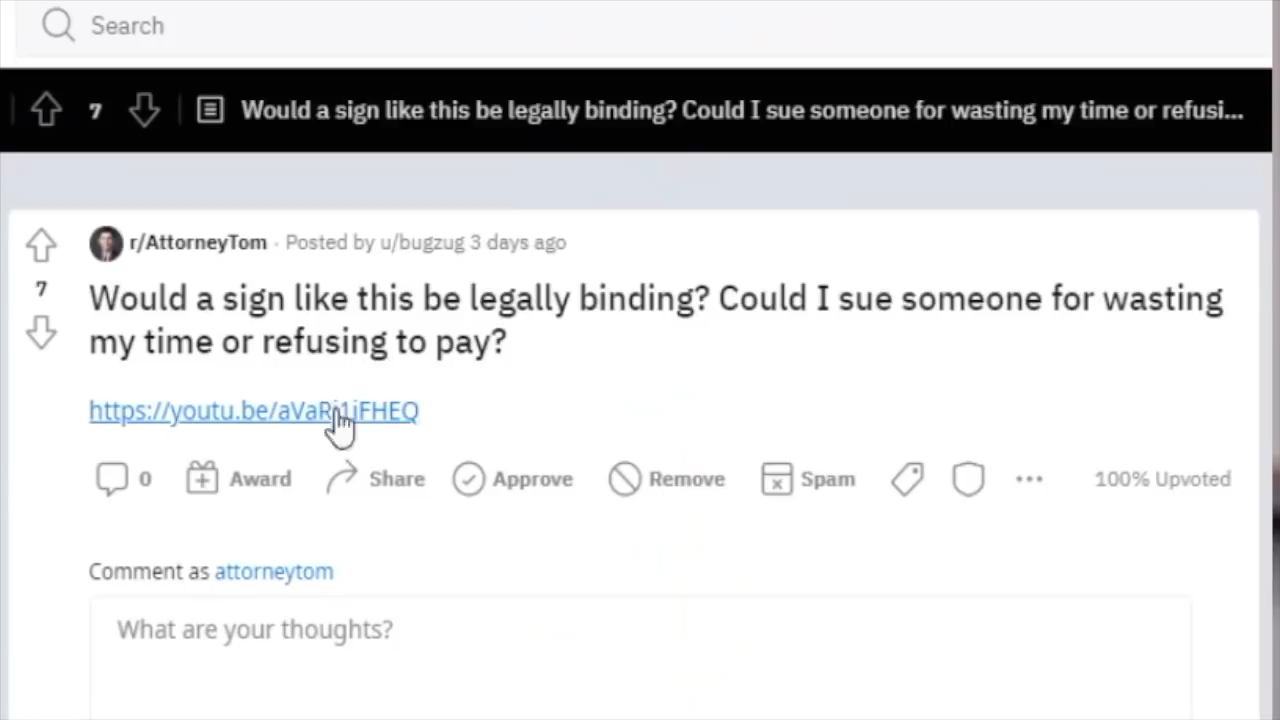 Search
7
Would a sign like this be legally binding? Could I sue someone for wasting my time or refusi...
r/AttorneyTom · Posted by u/bugzug 3 days ago
7
Would a sign like this be legally binding? Could I sue someone for wasting
my time or refusing to pay?
0 Award Share Approve Remove Spam ... 100% Upvoted
Comment as attorneytom
What are your thoughts?